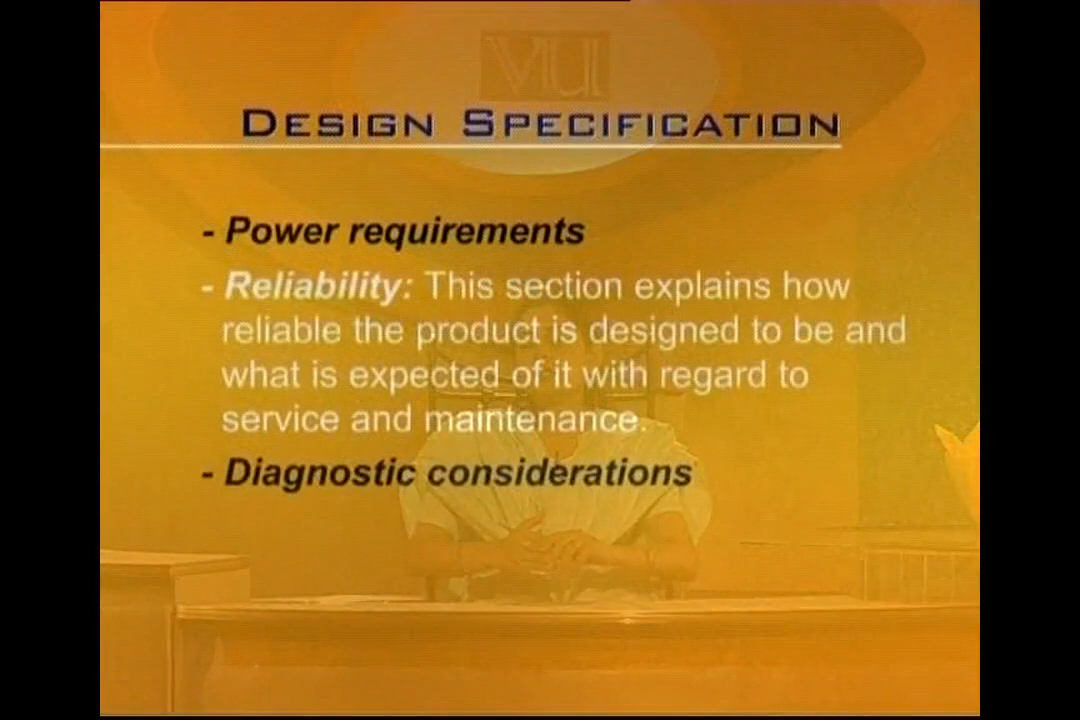 VU
DESIGN SPECIFICATION
- Power requirements
- Reliability: This section explains how
reliable the product is designed to be and
what is expected of it with regard to
service and maintenance.
- Diagnostic considerations